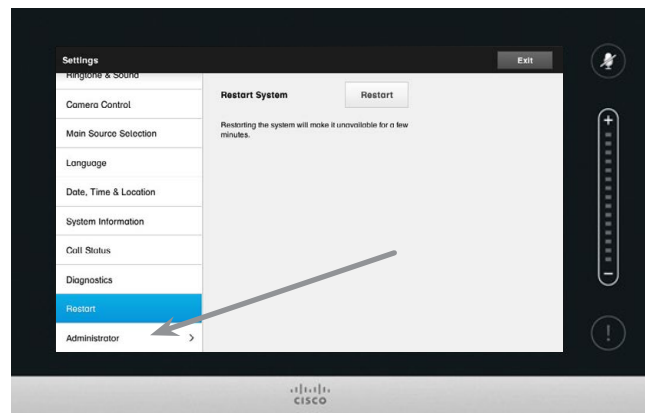 Settings
Exit
Ringtone & Sound
Camera Control
Main Source Selection
Language
Date, Time & Location
System Information
Call Status
Diagnostics
Restart
Administrator >
Restart System
Restart
Restarting the system will make it unavailable for a few
minutes.
+
-
!
CISCO